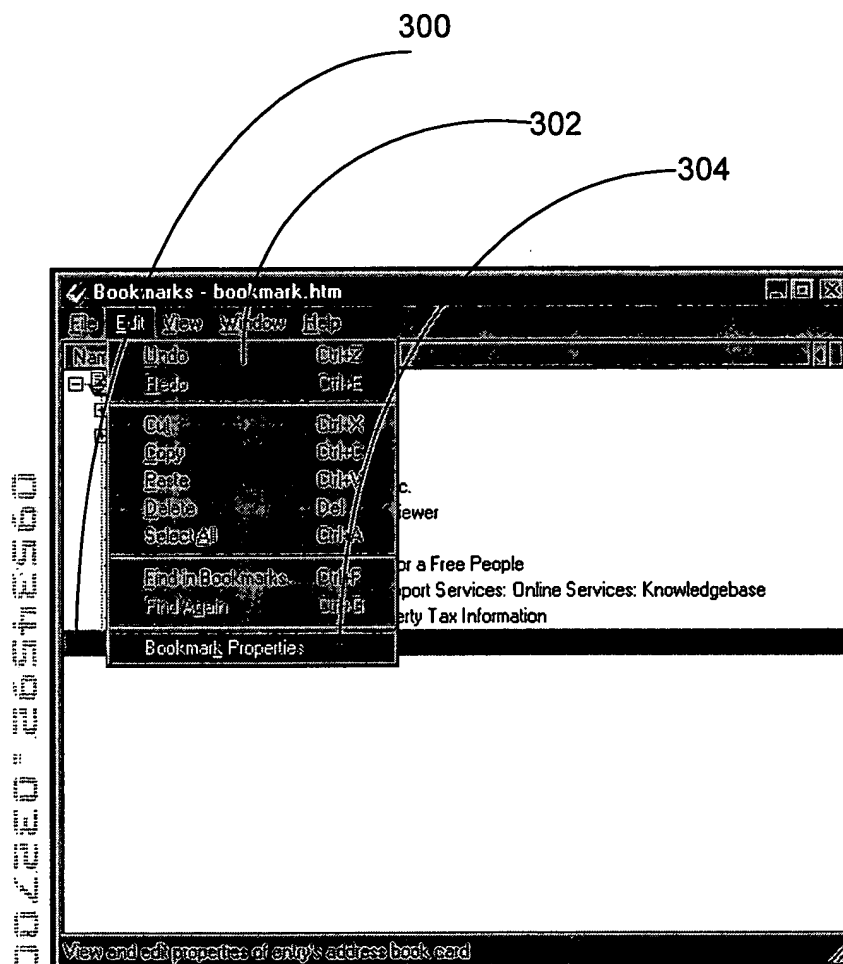 300
302
304
Bookmarks - bookmark.htm
File Edit View Window Help
Nam
Undo Ctrl+Z
Redo Ctrl+E
Cut Ctrl+X
Copy Ctrl+C
Paste Ctrl+V
Delete Del
Select All Ctrl+A
Find in Bookmarks... Ctrl+F
Find Again Ctrl+G
Bookmark Properties
c.
iewer
or a Free People
port Services: Online Services: Knowledgebase
erty Tax Information
View and edit properties of entry's address book card